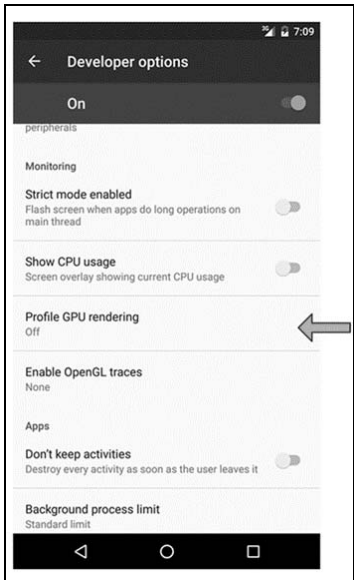 3G 7:09
Developer options
On
peripherals
Monitoring
Strict mode enabled
Flash screen when apps do long operations on
main thread
Show CPU usage
Screen overlay showing current CPU usage
Profile GPU rendering
Off
Enable OpenGL traces
None
Apps
Don't keep activities
Destroy every activity as soon as the user leaves it
Background process limit
Standard limit